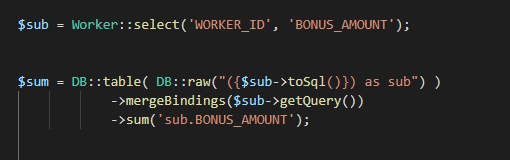 $sub = Worker::select('WORKER_ID', 'BONUS_AMOUNT');
$sum = DB::table( DB::raw("({$sub->toSql()}) as sub") )
->mergeBindings($sub->getQuery())
->sum('sub.BONUS_AMOUNT');